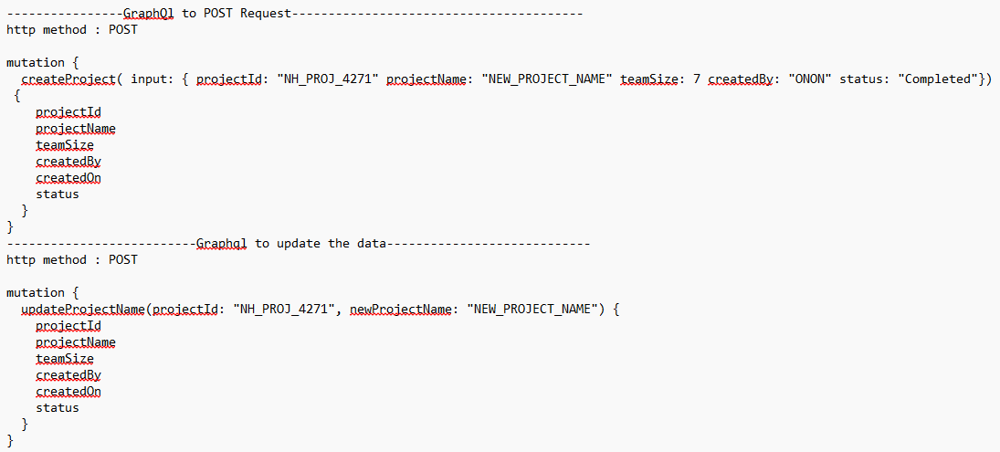 ----------------GraphQl to POST Request----------------------------------------
http method : POST
mutation {
createProject( input: { projectId: "NH_PROJ_4271" projectName: "NEW_PROJECT_NAME" teamSize: 7 createdBy: "ONON" status: "Completed"})
{
projectId
projectName
teamSize
createdBy
createdOn
status
}
}
--------------------------Graphql to update the data----------------------------
http method : POST
mutation {
updateProjectName(projectId: "NH_PROJ_4271", newProjectName: "NEW_PROJECT_NAME") {
projectId
projectName
teamSize
createdBy
createdOn
status
}
}